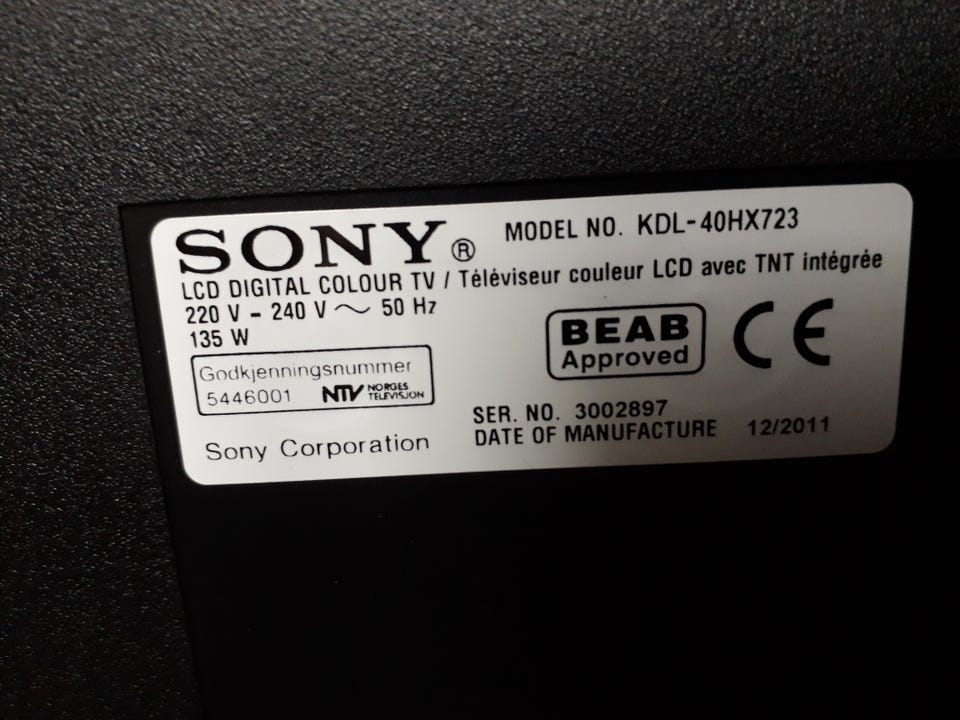 SONY® MODEL NO. KDL-40HX723
LCD DIGITAL COLOUR TV / Téléviseur couleur LCD avec TNT intégrée
220 V - 240 V ~ 50 Hz
135 W
BEAB
Approved
CE
Godkjenningsnummer
5446001 NTV NORGES
TELEVISJON
SER. NO. 3002897
DATE OF MANUFACTURE 12/2011
Sony Corporation